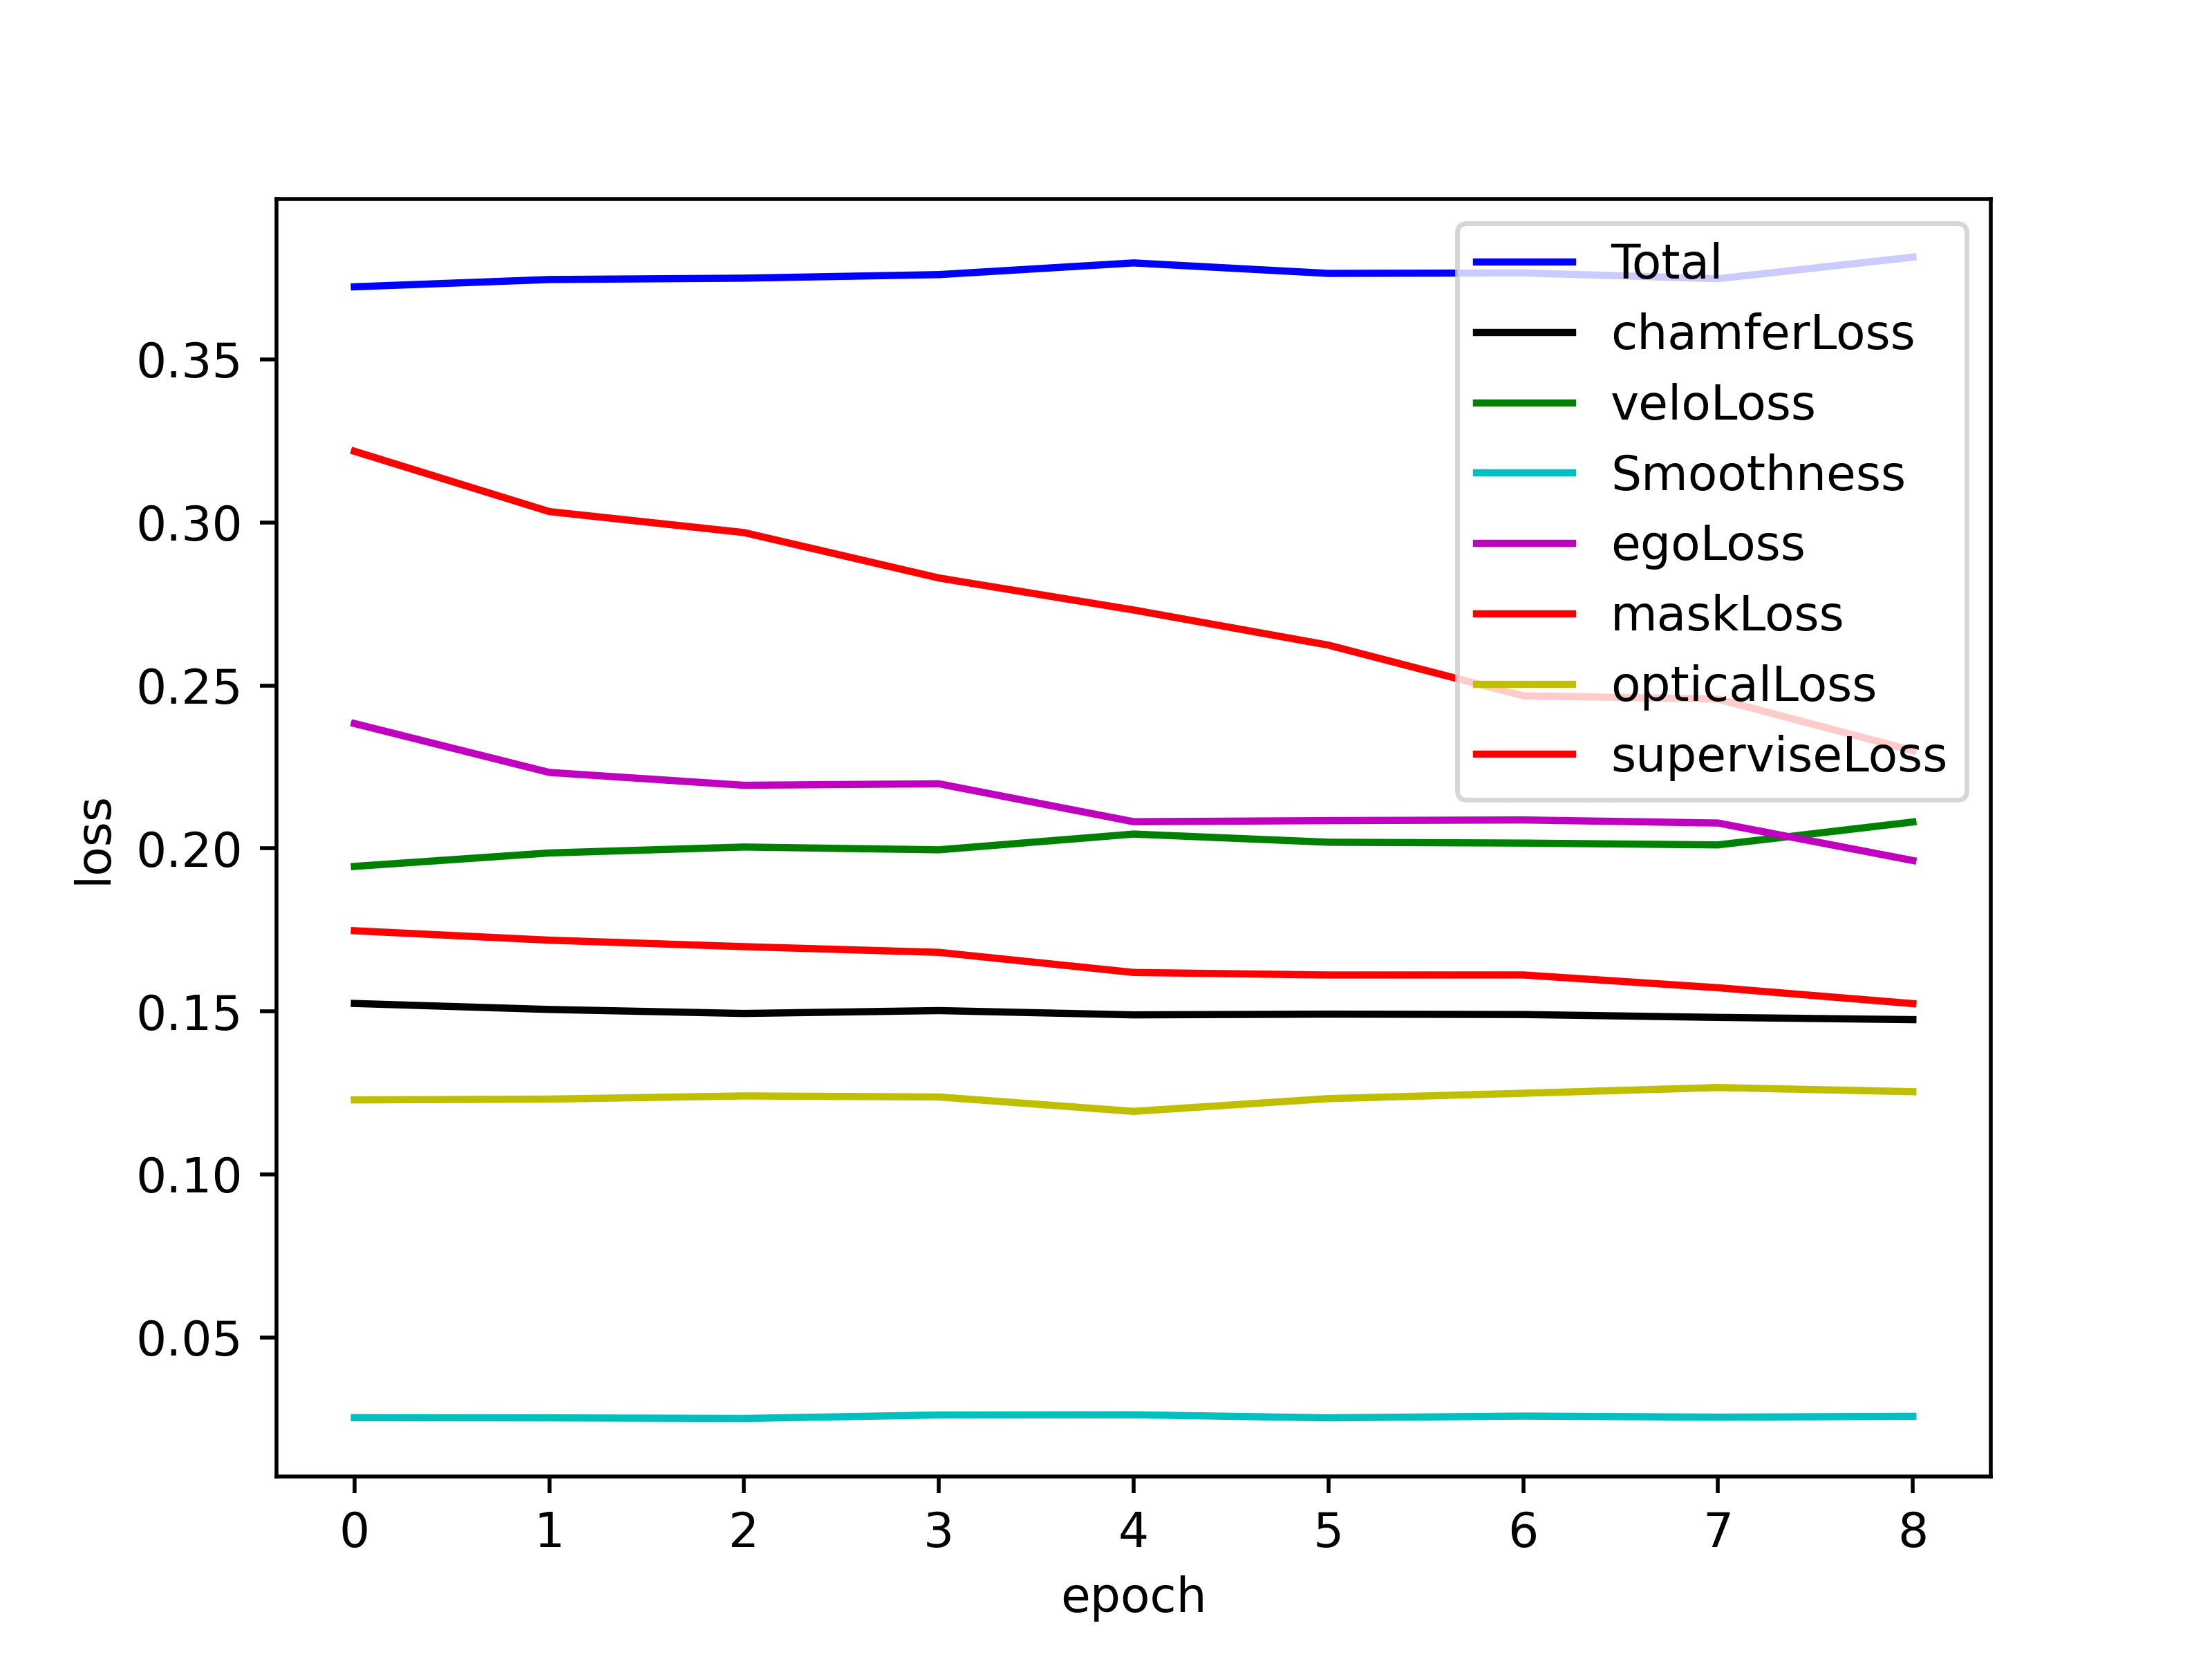 Total
chamferLoss
veloLoss
Smoothness
egoLoss
maskLoss
opticalLoss
superviseLoss
0.35
0.30
0.25
0.20
0.15
0.10
0.05
loss
0 1 2 3 4 5 6 7 8
epoch